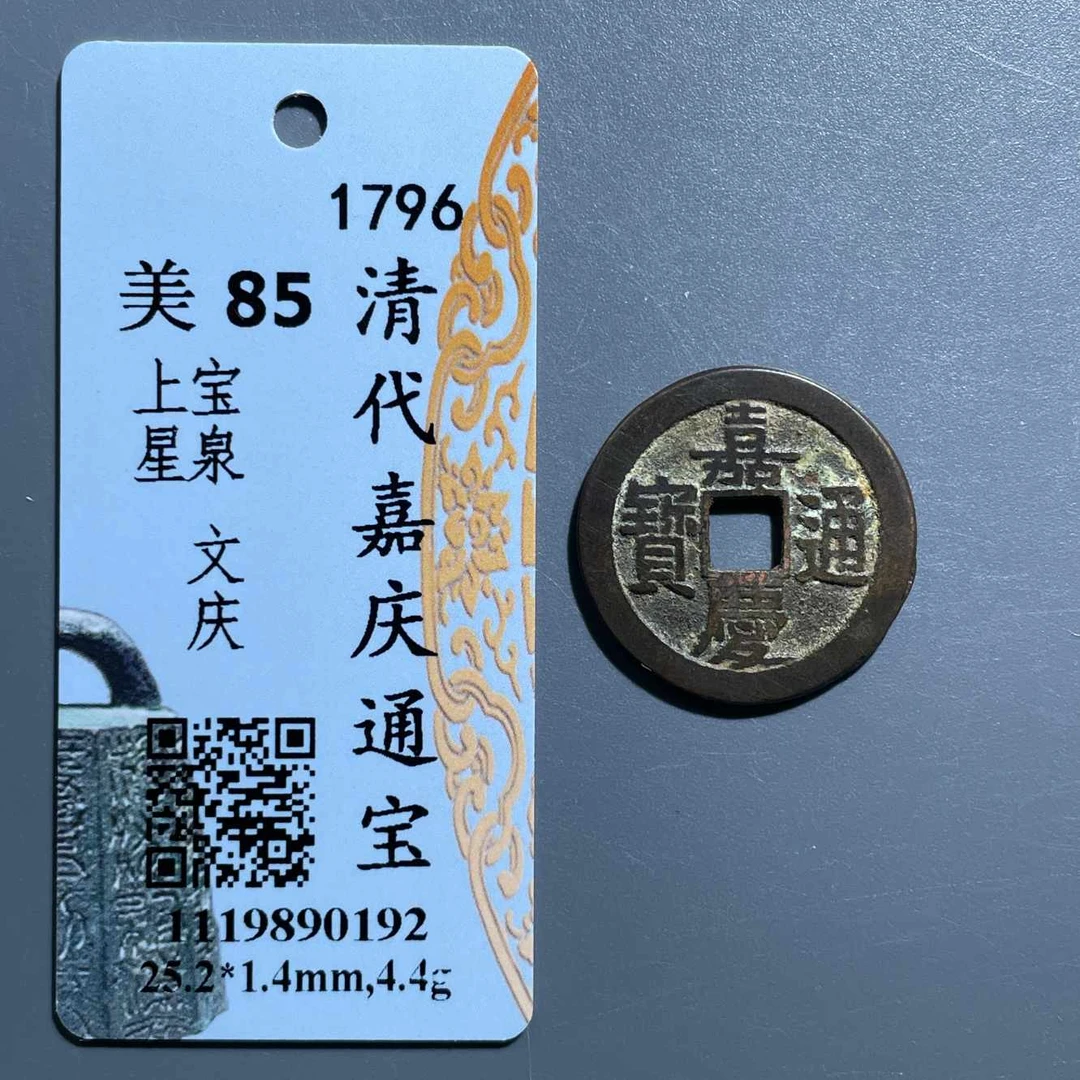 1796
清代嘉庆通宝
美 85
宝泉
上星
文庆
1119890192
25.2*1.4mm,4.4g
嘉慶通寳